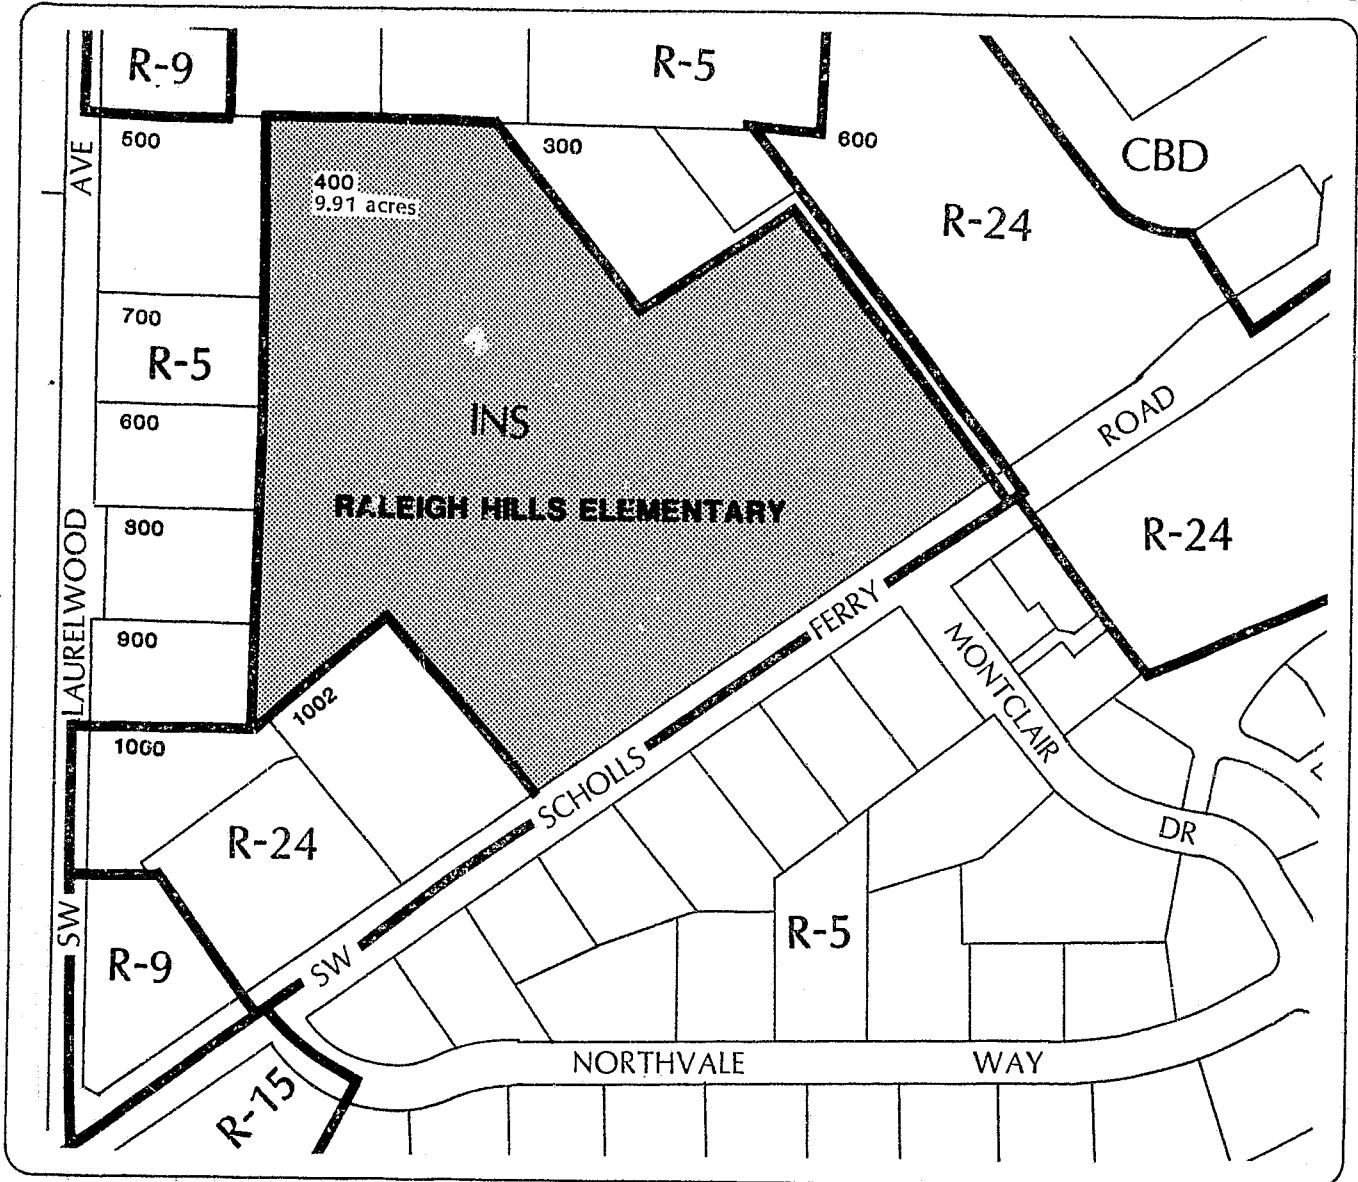 R-9
R-5
500
300
600
AVE
CBD
400
9.91 acres
R-24
700
R-5
600
INS
ROAD
RALEIGH HILLS ELEMENTARY
800
R-24
LAURELWOOD
FERRY
900
MONTCLAIR
1002
1000
SCHOLLS
R-24
DR
SW
R-5
R-9
SW
NORTHVALE WAY
R-15